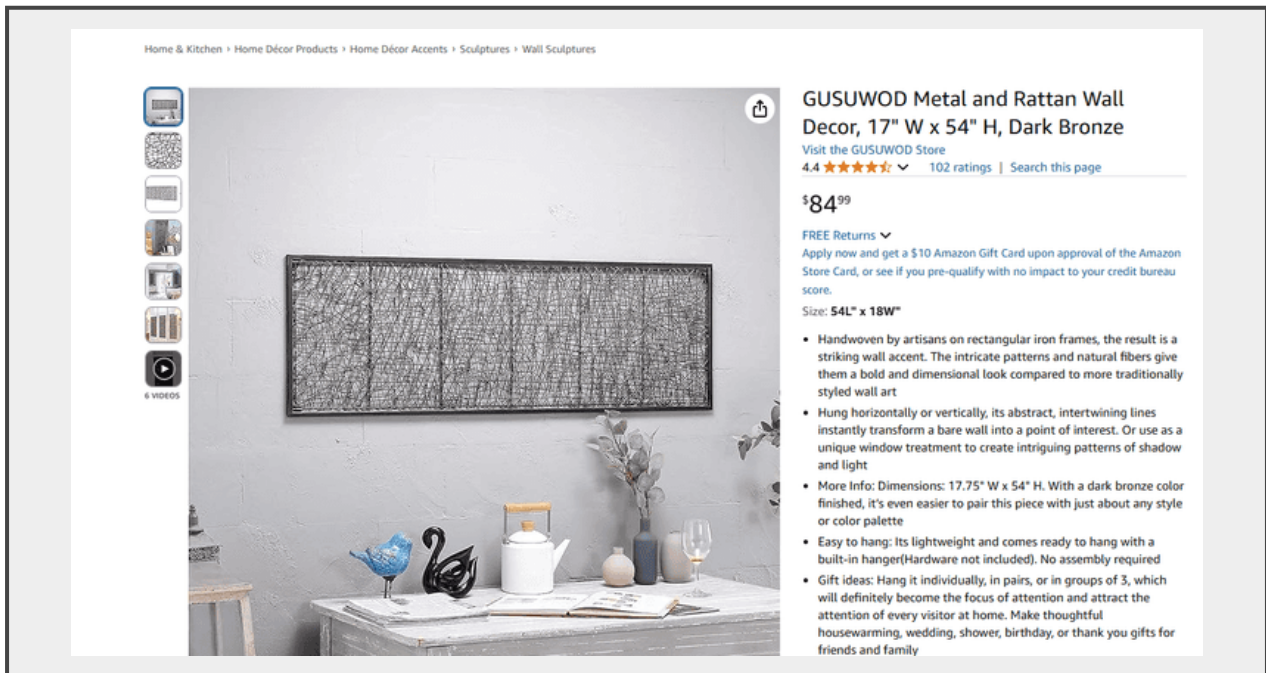 Home & Kitchen › Home Décor Products › Home Décor Accents › Sculptures › Wall Sculptures
GUSUWOD Metal and Rattan Wall
Decor, 17" W x 54" H, Dark Bronze
Visit the GUSUWOD Store
4.4 102 ratings | Search this page
$84⁹⁹
FREE Returns
Apply now and get a $10 Amazon Gift Card upon approval of the Amazon
Store Card, or see if you pre-qualify with no impact to your credit bureau
score.
Size: 54L" x 18W"
• Handwoven by artisans on rectangular iron frames, the result is a
striking wall accent. The intricate patterns and natural fibers give
them a bold and dimensional look compared to more traditionally
styled wall art
• Hung horizontally or vertically, its abstract, intertwining lines
instantly transform a bare wall into a point of interest. Or use as a
unique window treatment to create intriguing patterns of shadow
and light
• More Info: Dimensions: 17.75" W x 54" H. With a dark bronze color
finished, it's even easier to pair this piece with just about any style
or color palette
• Easy to hang: Its lightweight and comes ready to hang with a
built-in hanger(Hardware not included). No assembly required
• Gift ideas: Hang it individually, in pairs, or in groups of 3, which
will definitely become the focus of attention and attract the
attention of every visitor at home. Make thoughtful
housewarming, wedding, shower, birthday, or thank you gifts for
friends and family
6 VIDEOS